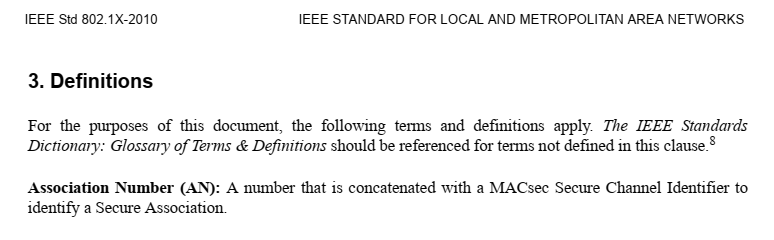 IEEE Std 802.1X-2010 IEEE STANDARD FOR LOCAL AND METROPOLITAN AREA NETWORKS
3. Definitions
For the purposes of this document, the following terms and definitions apply. The IEEE Standards
Dictionary: Glossary of Terms & Definitions should be referenced for terms not defined in this clause.8
Association Number (AN): A number that is concatenated with a MACsec Secure Channel Identifier to
identify a Secure Association.